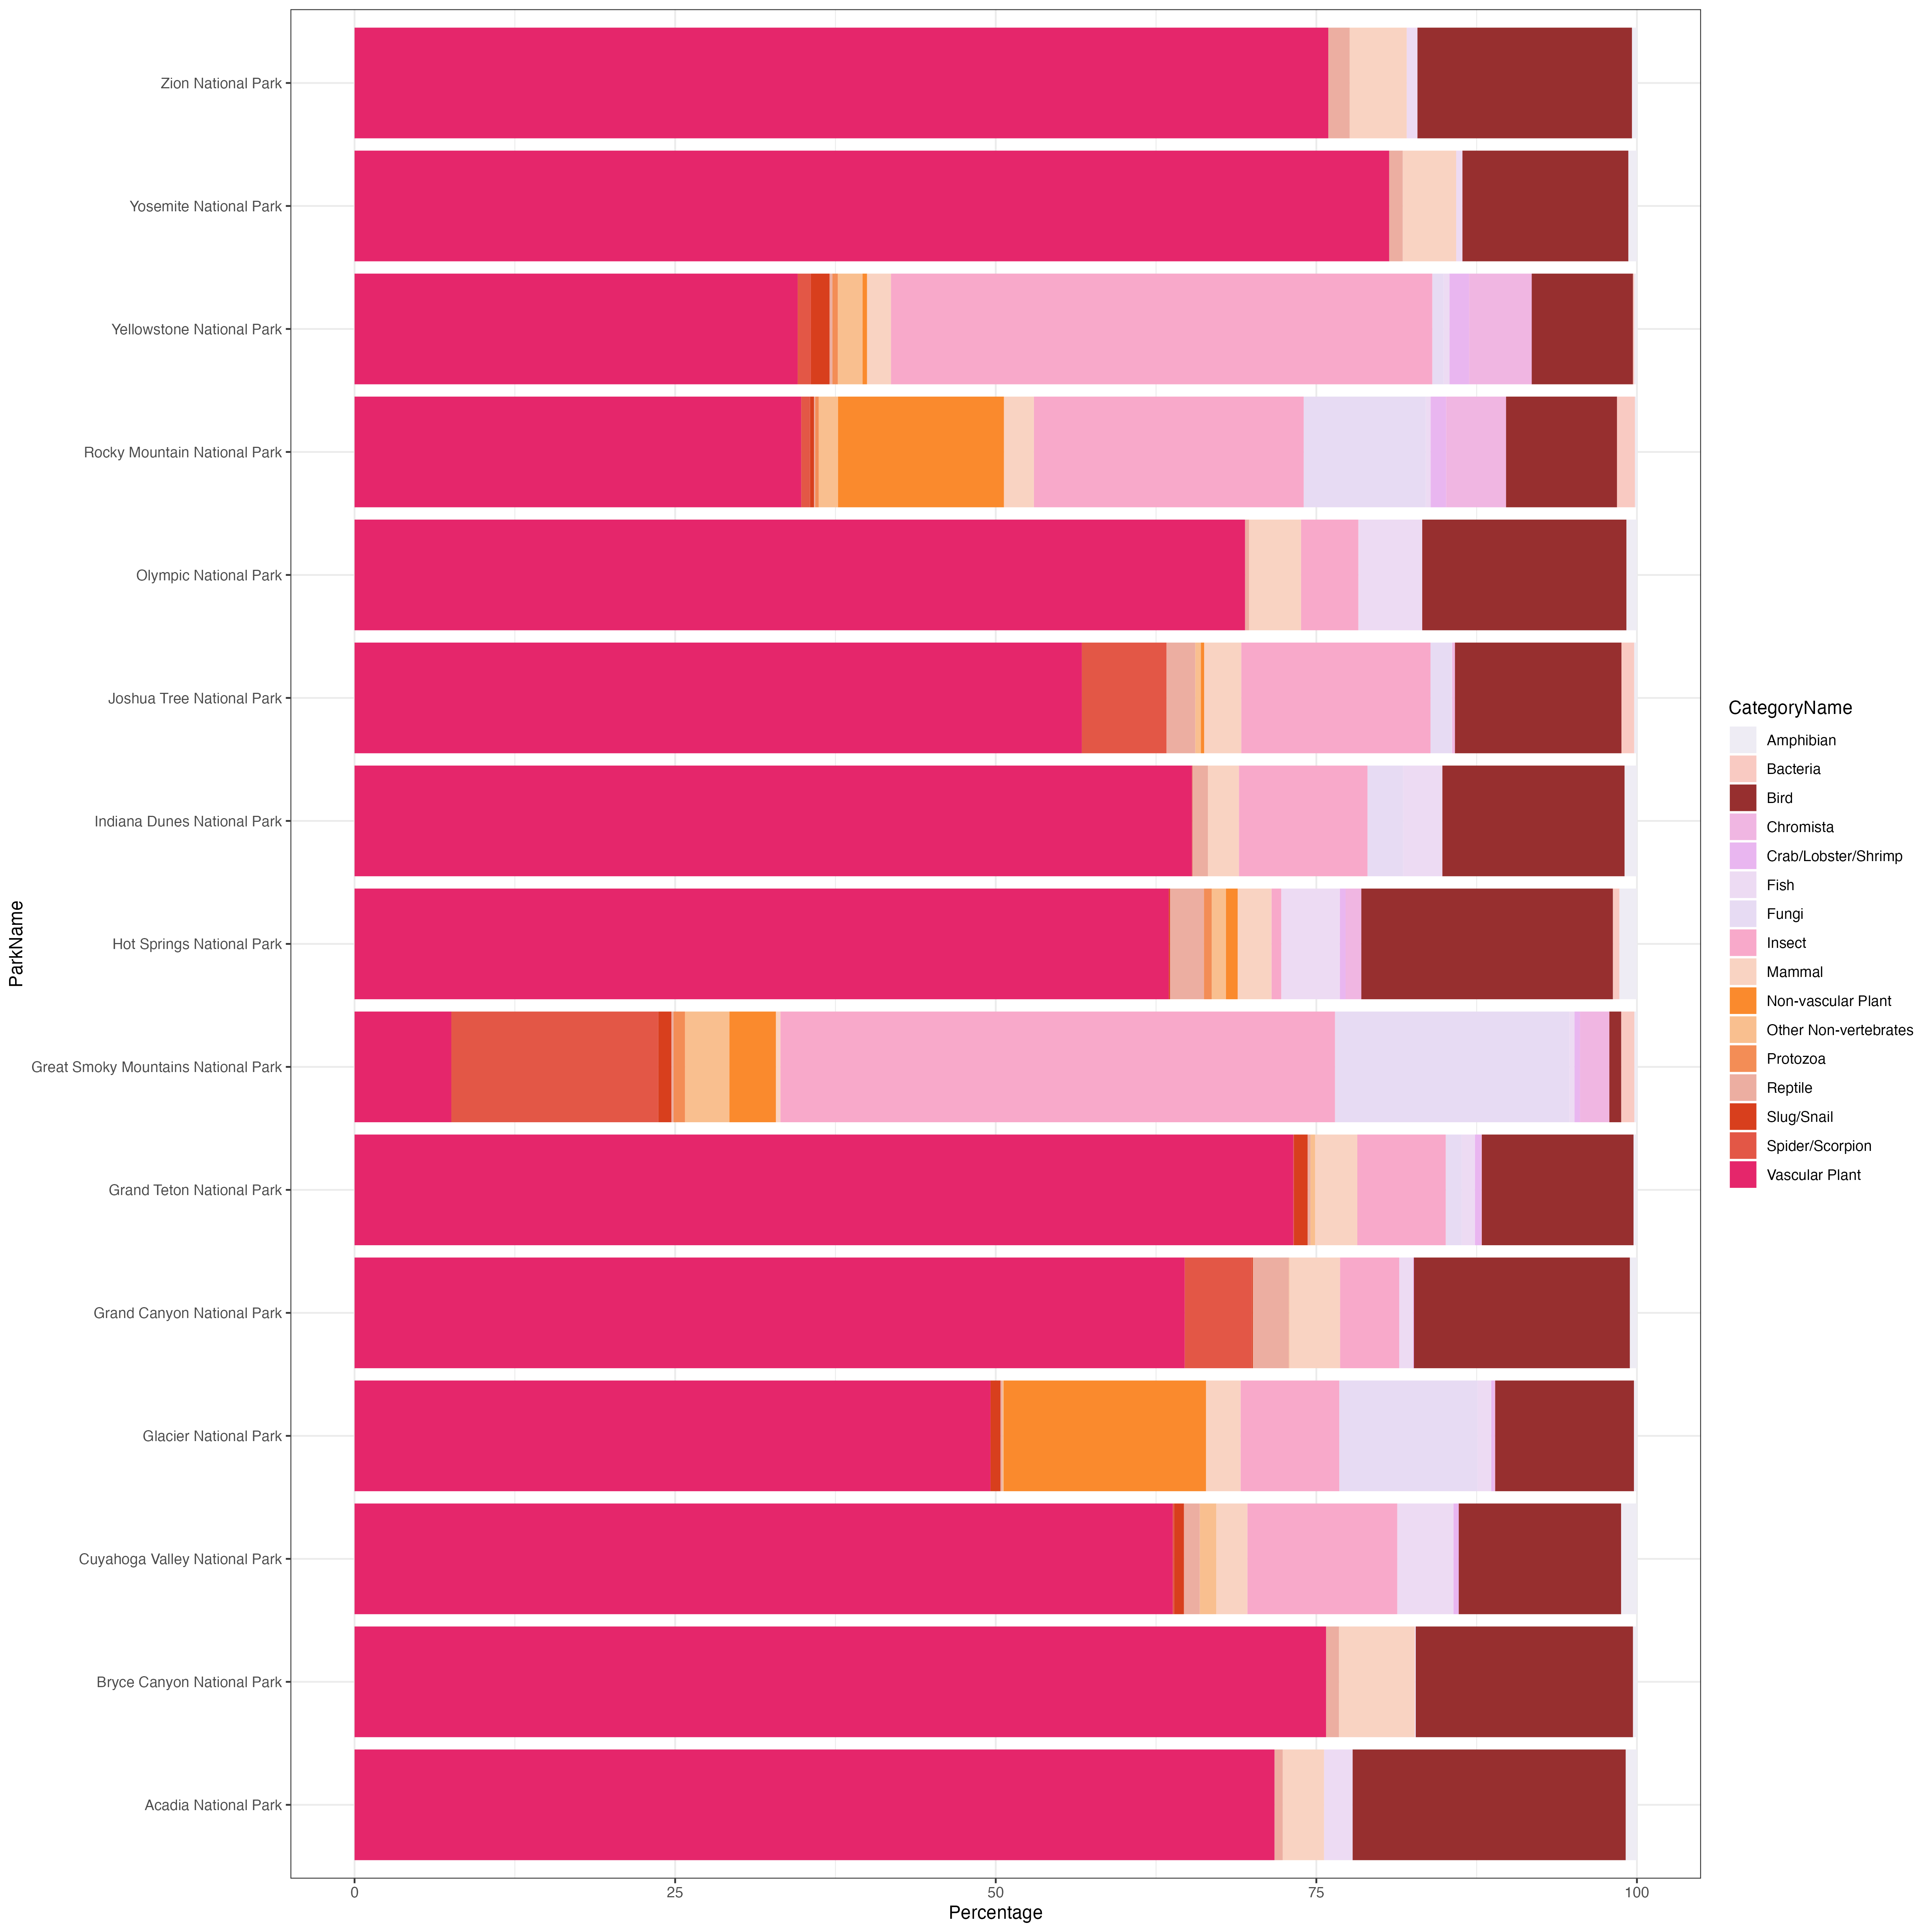 Zion National Park
Yosemite National Park
Yellowstone National Park
Rocky Mountain National Park
Olympic National Park
Joshua Tree National Park
Indiana Dunes National Park
Hot Springs National Park
Great Smoky Mountains National Park
Grand Teton National Park
Grand Canyon National Park
Glacier National Park
Cuyahoga Valley National Park
Bryce Canyon National Park
Acadia National Park
ParkName
0 25 50 75 100
Percentage
CategoryName
Amphibian
Bacteria
Bird
Chromista
Crab/Lobster/Shrimp
Fish
Fungi
Insect
Mammal
Non-vascular Plant
Other Non-vertebrates
Protozoa
Reptile
Slug/Snail
Spider/Scorpion
Vascular Plant